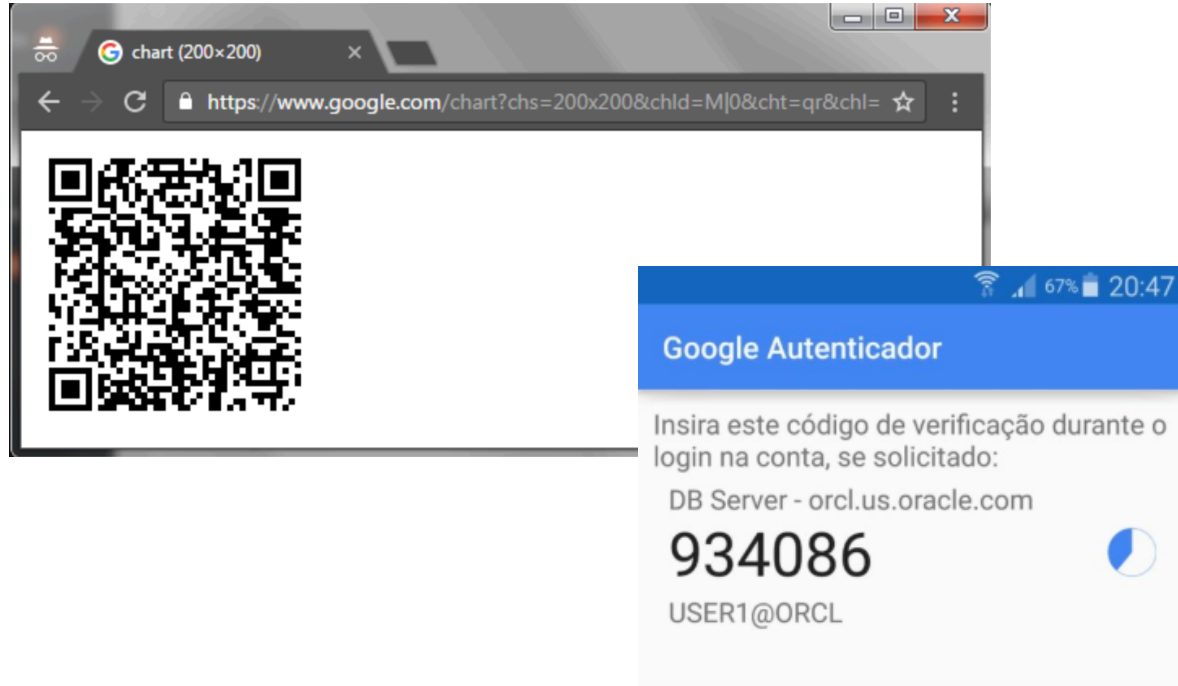 chart (200×200)
https://www.google.com/chart?chs=200x200&chld=M|0&cht=qr&chl=
67% 20:47
Google Autenticador
Insira este código de verificação durante o
login na conta, se solicitado:
DB Server - orcl.us.oracle.com
934086
USER1@ORCL